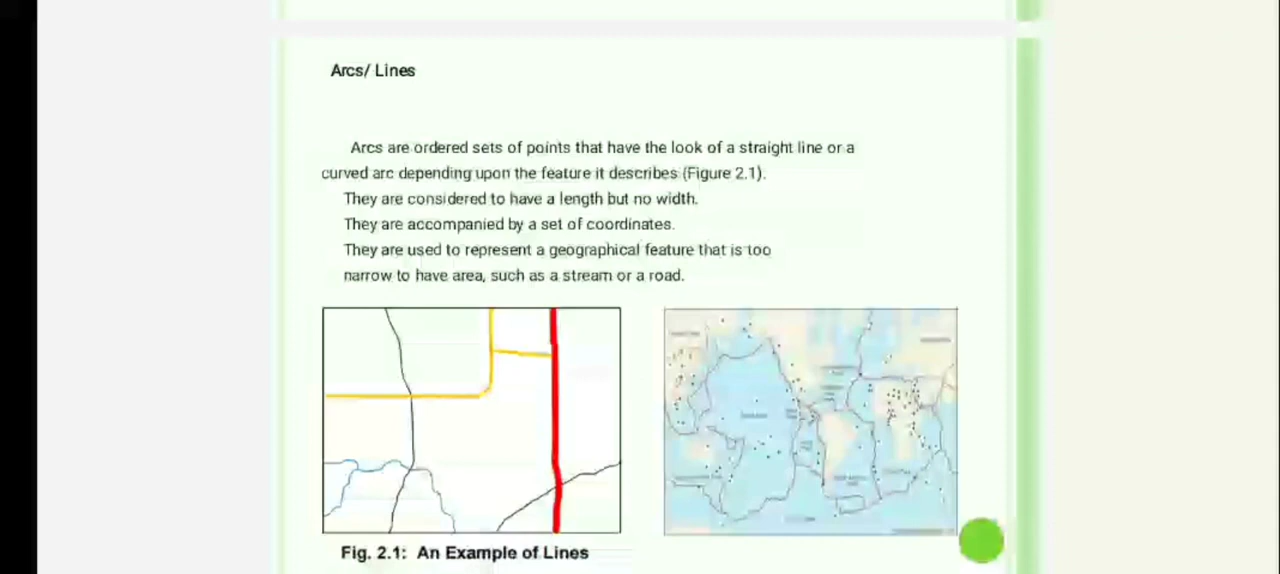 Arcs/ Lines
Arcs are ordered sets of points that have the look of a straight line or a
curved arc depending upon the feature it describes (Figure 2.1).
They are considered to have a length but no width.
They are accompanied by a set of coordinates.
They are used to represent a geographical feature that is too
narrow to have area, such as a stream or a road.
Fig. 2.1: An Example of Lines